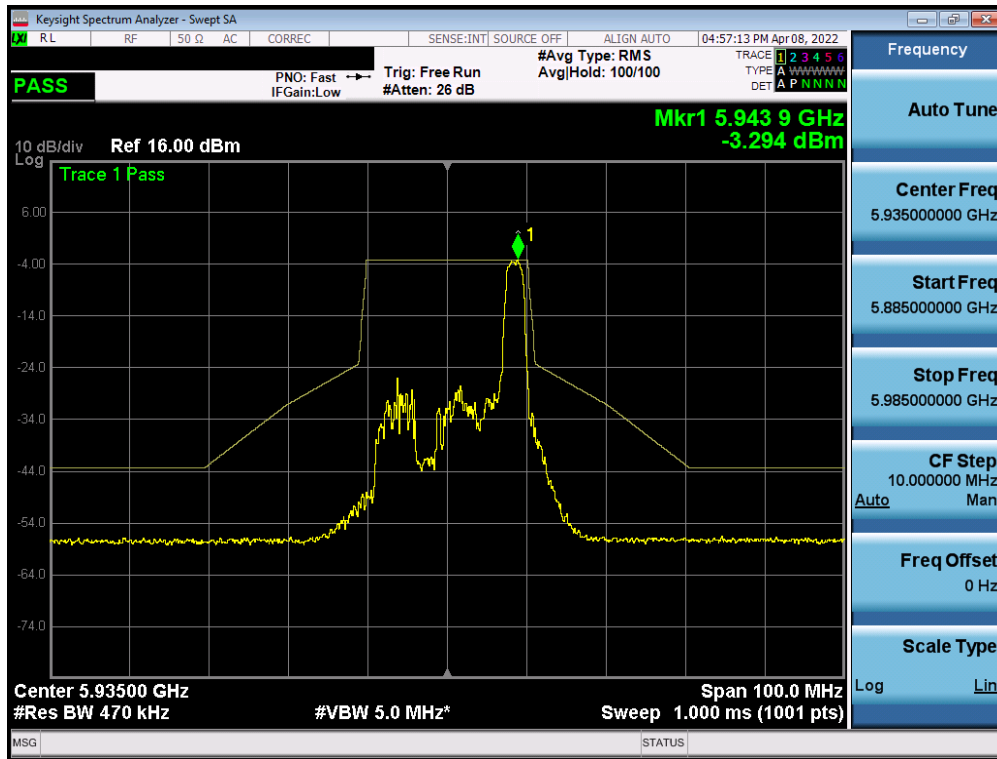 Keysight Spectrum Analyzer - Swept SA
LXI RL RF 50 Ω AC CORREC SENSE:INT SOURCE OFF ALIGN AUTO 04:57:13 PM Apr 08, 2022
PASS
PNO: Fast
IFGain:Low
Trig: Free Run
#Atten: 26 dB
#Avg Type: RMS
Avg|Hold: 100/100
TRACE 1 2 3 4 5 6
TYPE A WWWWW
DET A P N N N N
Mkr1 5.943 9 GHz
-3.294 dBm
10 dB/div Ref 16.00 dBm
Log
Trace 1 Pass
1
6.00
-4.00
-14.0
-24.0
-34.0
-44.0
-54.0
-64.0
-74.0
Center 5.93500 GHz Span 100.0 MHz
#Res BW 470 kHz #VBW 5.0 MHz* Sweep 1.000 ms (1001 pts)
MSG STATUS
Frequency
Auto Tune
Center Freq
5.935000000 GHz
Start Freq
5.885000000 GHz
Stop Freq
5.985000000 GHz
CF Step
10.000000 MHz
Auto Man
Freq Offset
0 Hz
Scale Type
Log Lin